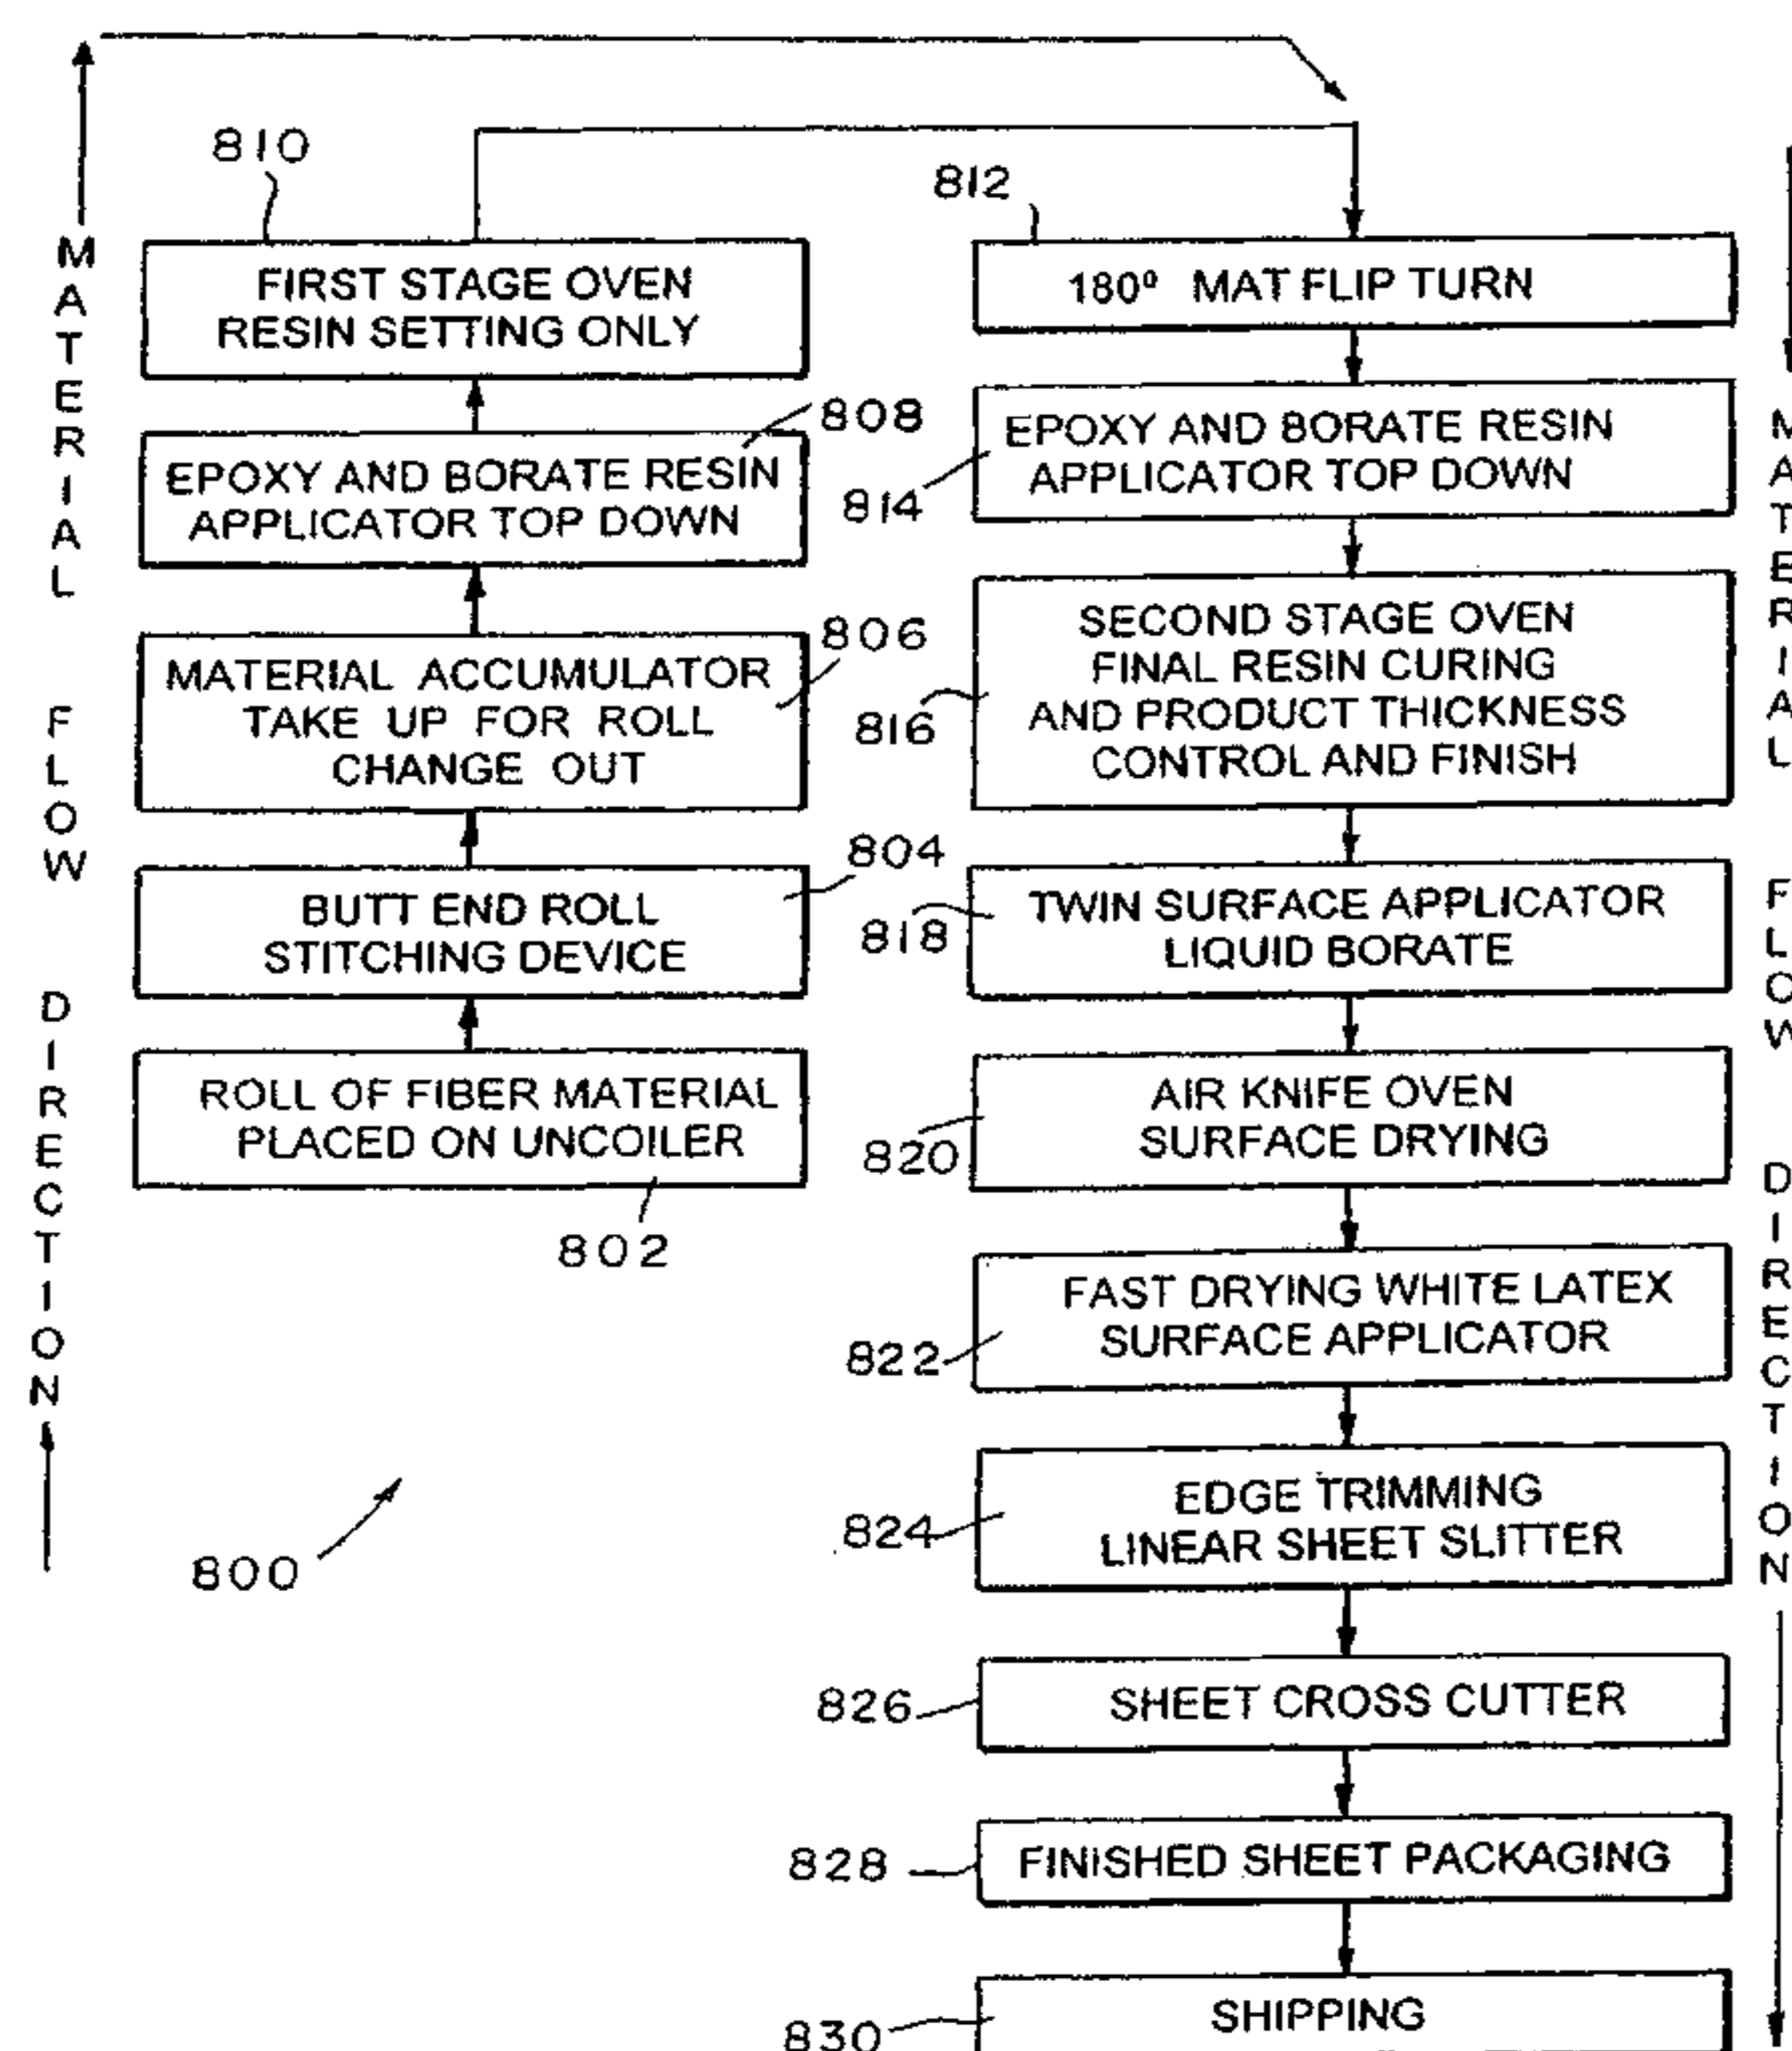 810
812
FIRST STAGE OVEN
RESIN SETTING ONLY
808
EPOXY AND BORATE RESIN
APPLICATOR TOP DOWN
806
MATERIAL ACCUMULATOR
TAKE UP FOR ROLL
CHANGE OUT
804
BUTT END ROLL
STITCHING DEVICE
ROLL OF FIBER MATERIAL
PLACED ON UNCOILER
802
MATERIAL FLOW DIRECTION
800
180° MAT FLIP TURN
EPOXY AND BORATE RESIN
APPLICATOR TOP DOWN
814
SECOND STAGE OVEN
FINAL RESIN CURING
AND PRODUCT THICKNESS
CONTROL AND FINISH
816
TWIN SURFACE APPLICATOR
LIQUID BORATE
818
AIR KNIFE OVEN
SURFACE DRYING
820
FAST DRYING WHITE LATEX
SURFACE APPLICATOR
822
EDGE TRIMMING
LINEAR SHEET SLITTER
824
SHEET CROSS CUTTER
826
FINISHED SHEET PACKAGING
828
SHIPPING
830
MATERIAL FLOW DIRECTION